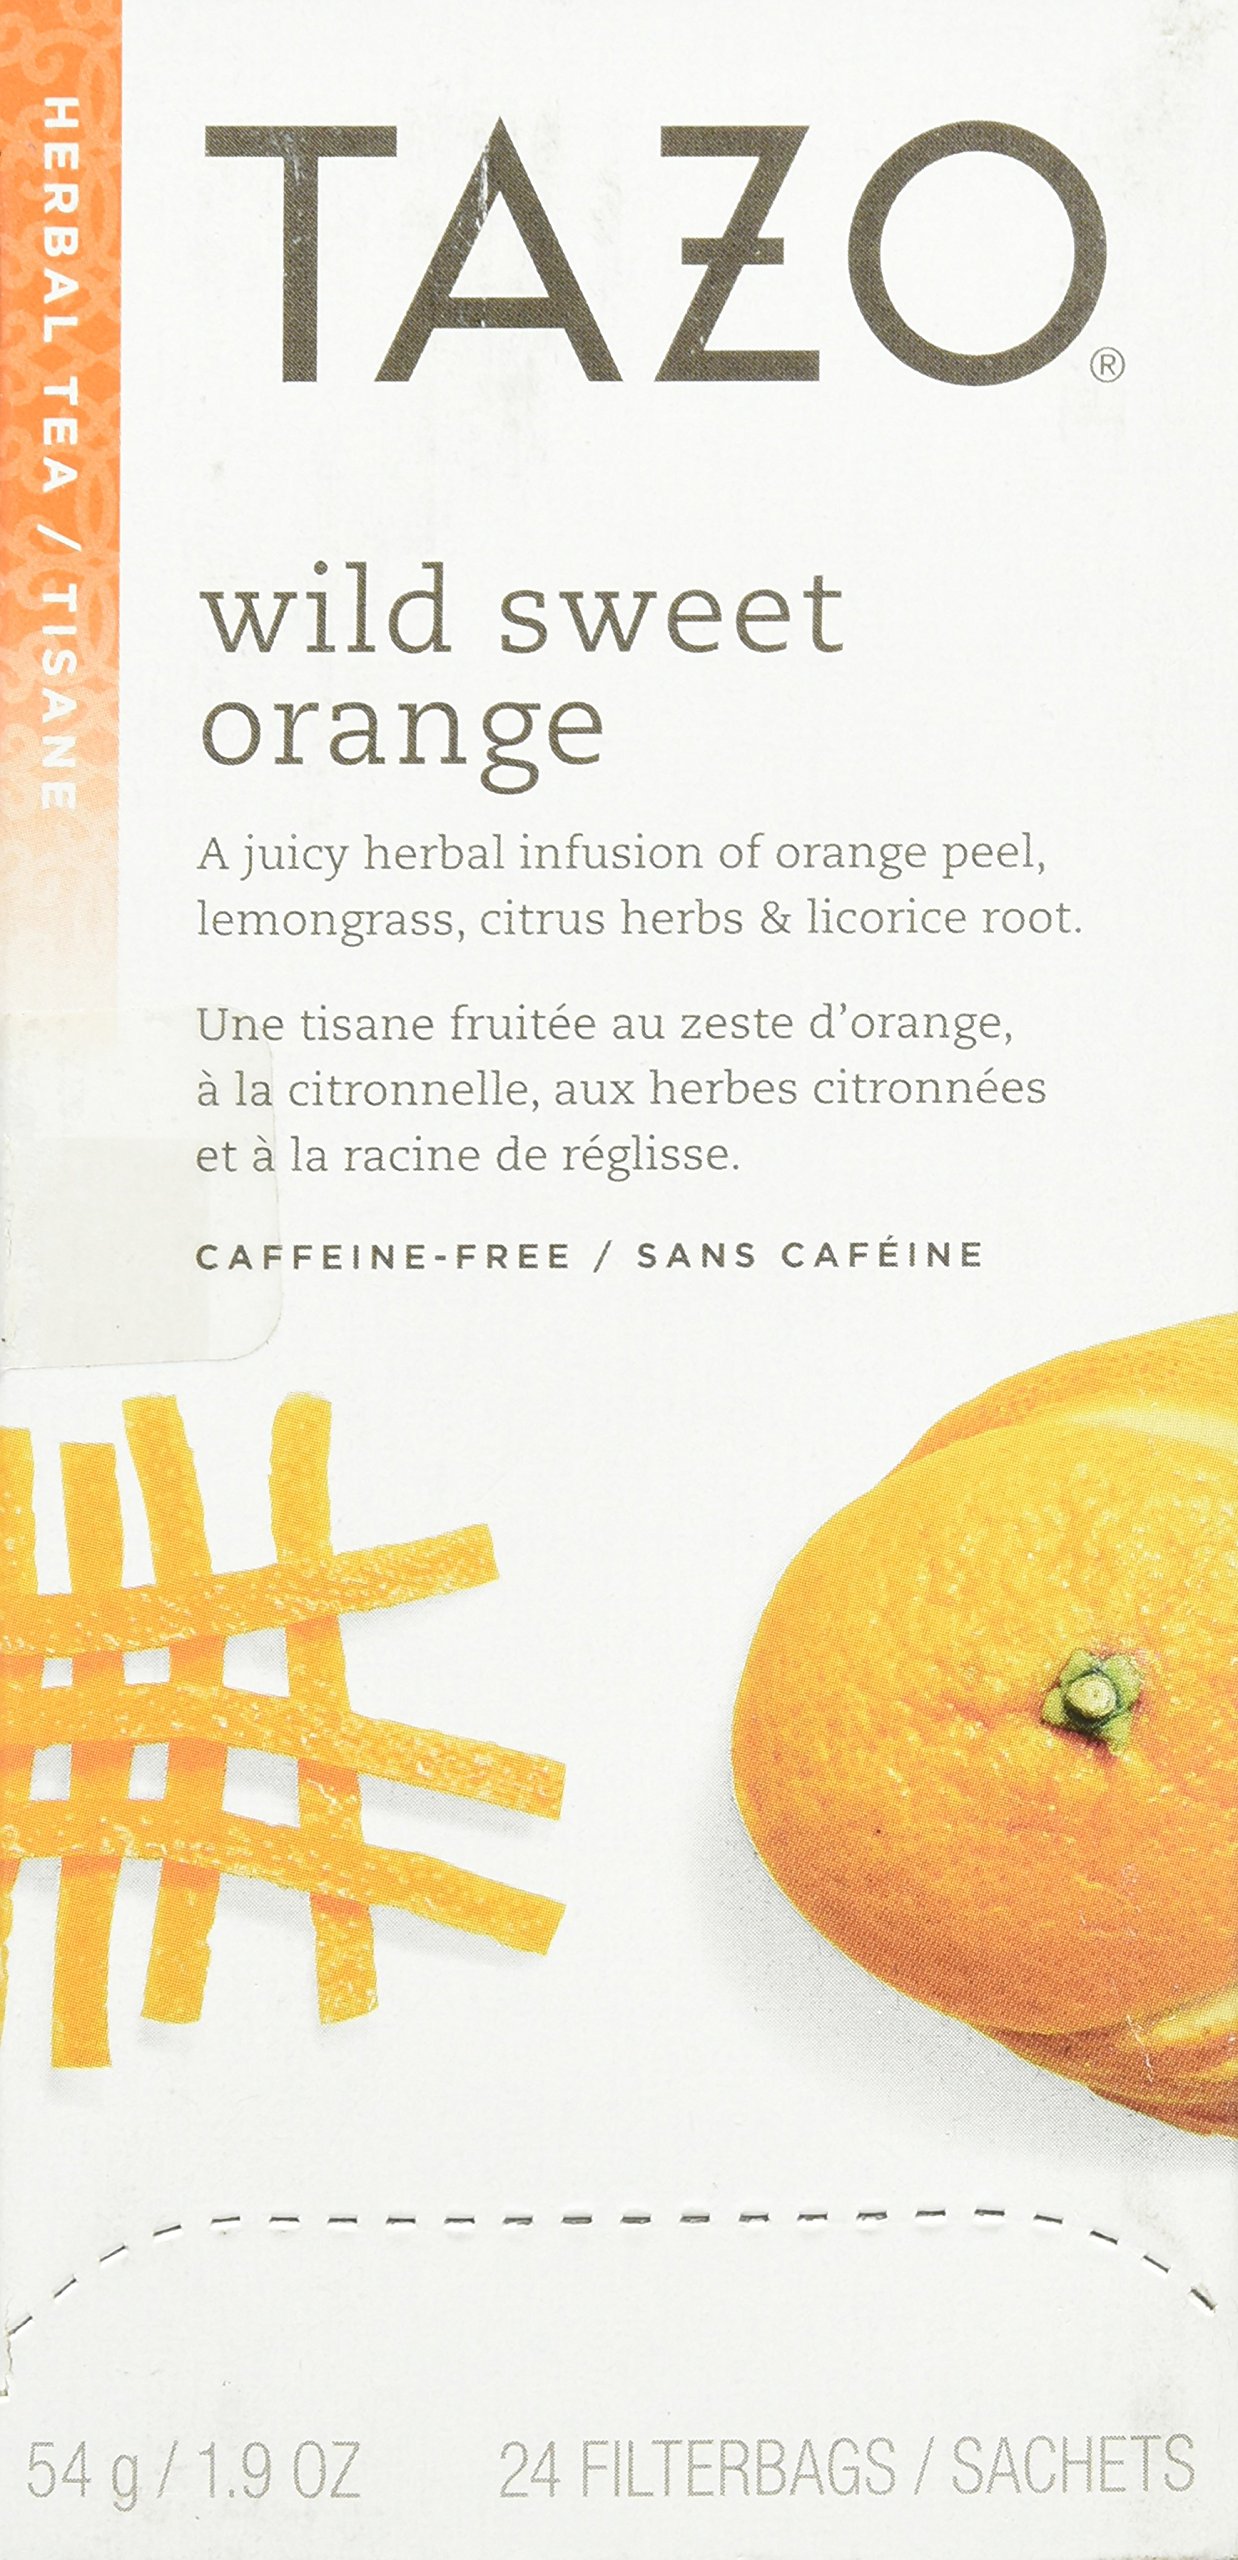 HERBAL TEA / TISANE
TAZO®
wild sweet
orange
A juicy herbal infusion of orange peel,
lemongrass, citrus herbs & licorice root.
Une tisane fruitée au zeste d'orange,
à la citronnelle, aux herbes citronnées
et à la racine de réglisse.
CAFFEINE-FREE / SANS CAFÉINE
54 g / 1.9 OZ
24 FILTERBAGS / SACHETS